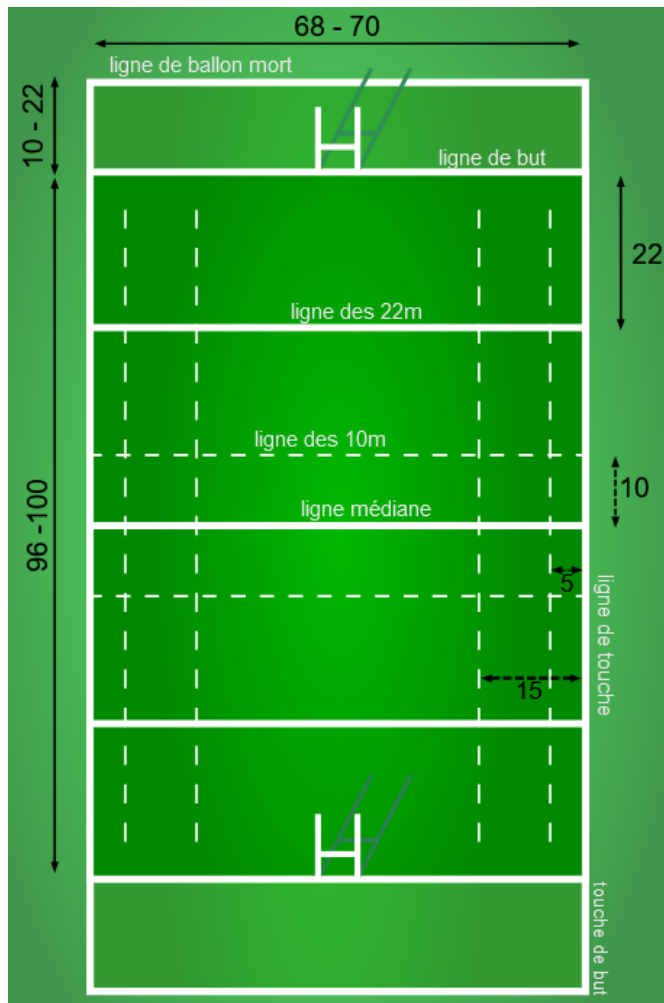 68 - 70
ligne de ballon mort
10 - 22
ligne de but
22
ligne des 22m
ligne des 10m
10
ligne médiane
96 -100
5
ligne de touche
15
touche de but